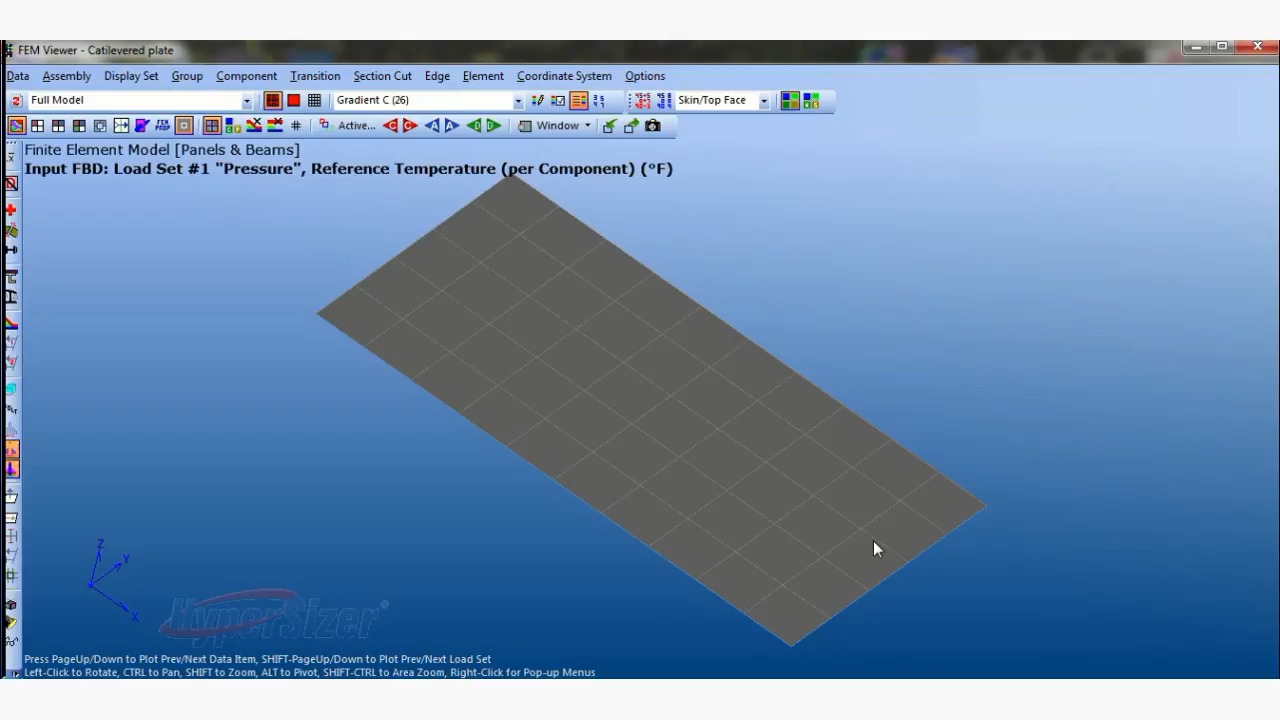 FEM Viewer - Catilevered plate
Data Assembly Display Set Group Component Transition Section Cut Edge Element Coordinate System Options
Full Model Gradient C (26) Skin/Top Face
Active... Window
Finite Element Model [Panels & Beams]
Input FBD: Load Set #1 "Pressure", Reference Temperature (per Component) (°F)
Z
Y
X
HyperSizer®
Press PageUp/Down to Plot Prev/Next Data Item, SHIFT-PageUp/Down to Plot Prev/Next Load Set
Left-Click to Rotate, CTRL to Pan, SHIFT to Zoom, ALT to Pivot, SHIFT-CTRL to Area Zoom, Right-Click for Pop-up Menus